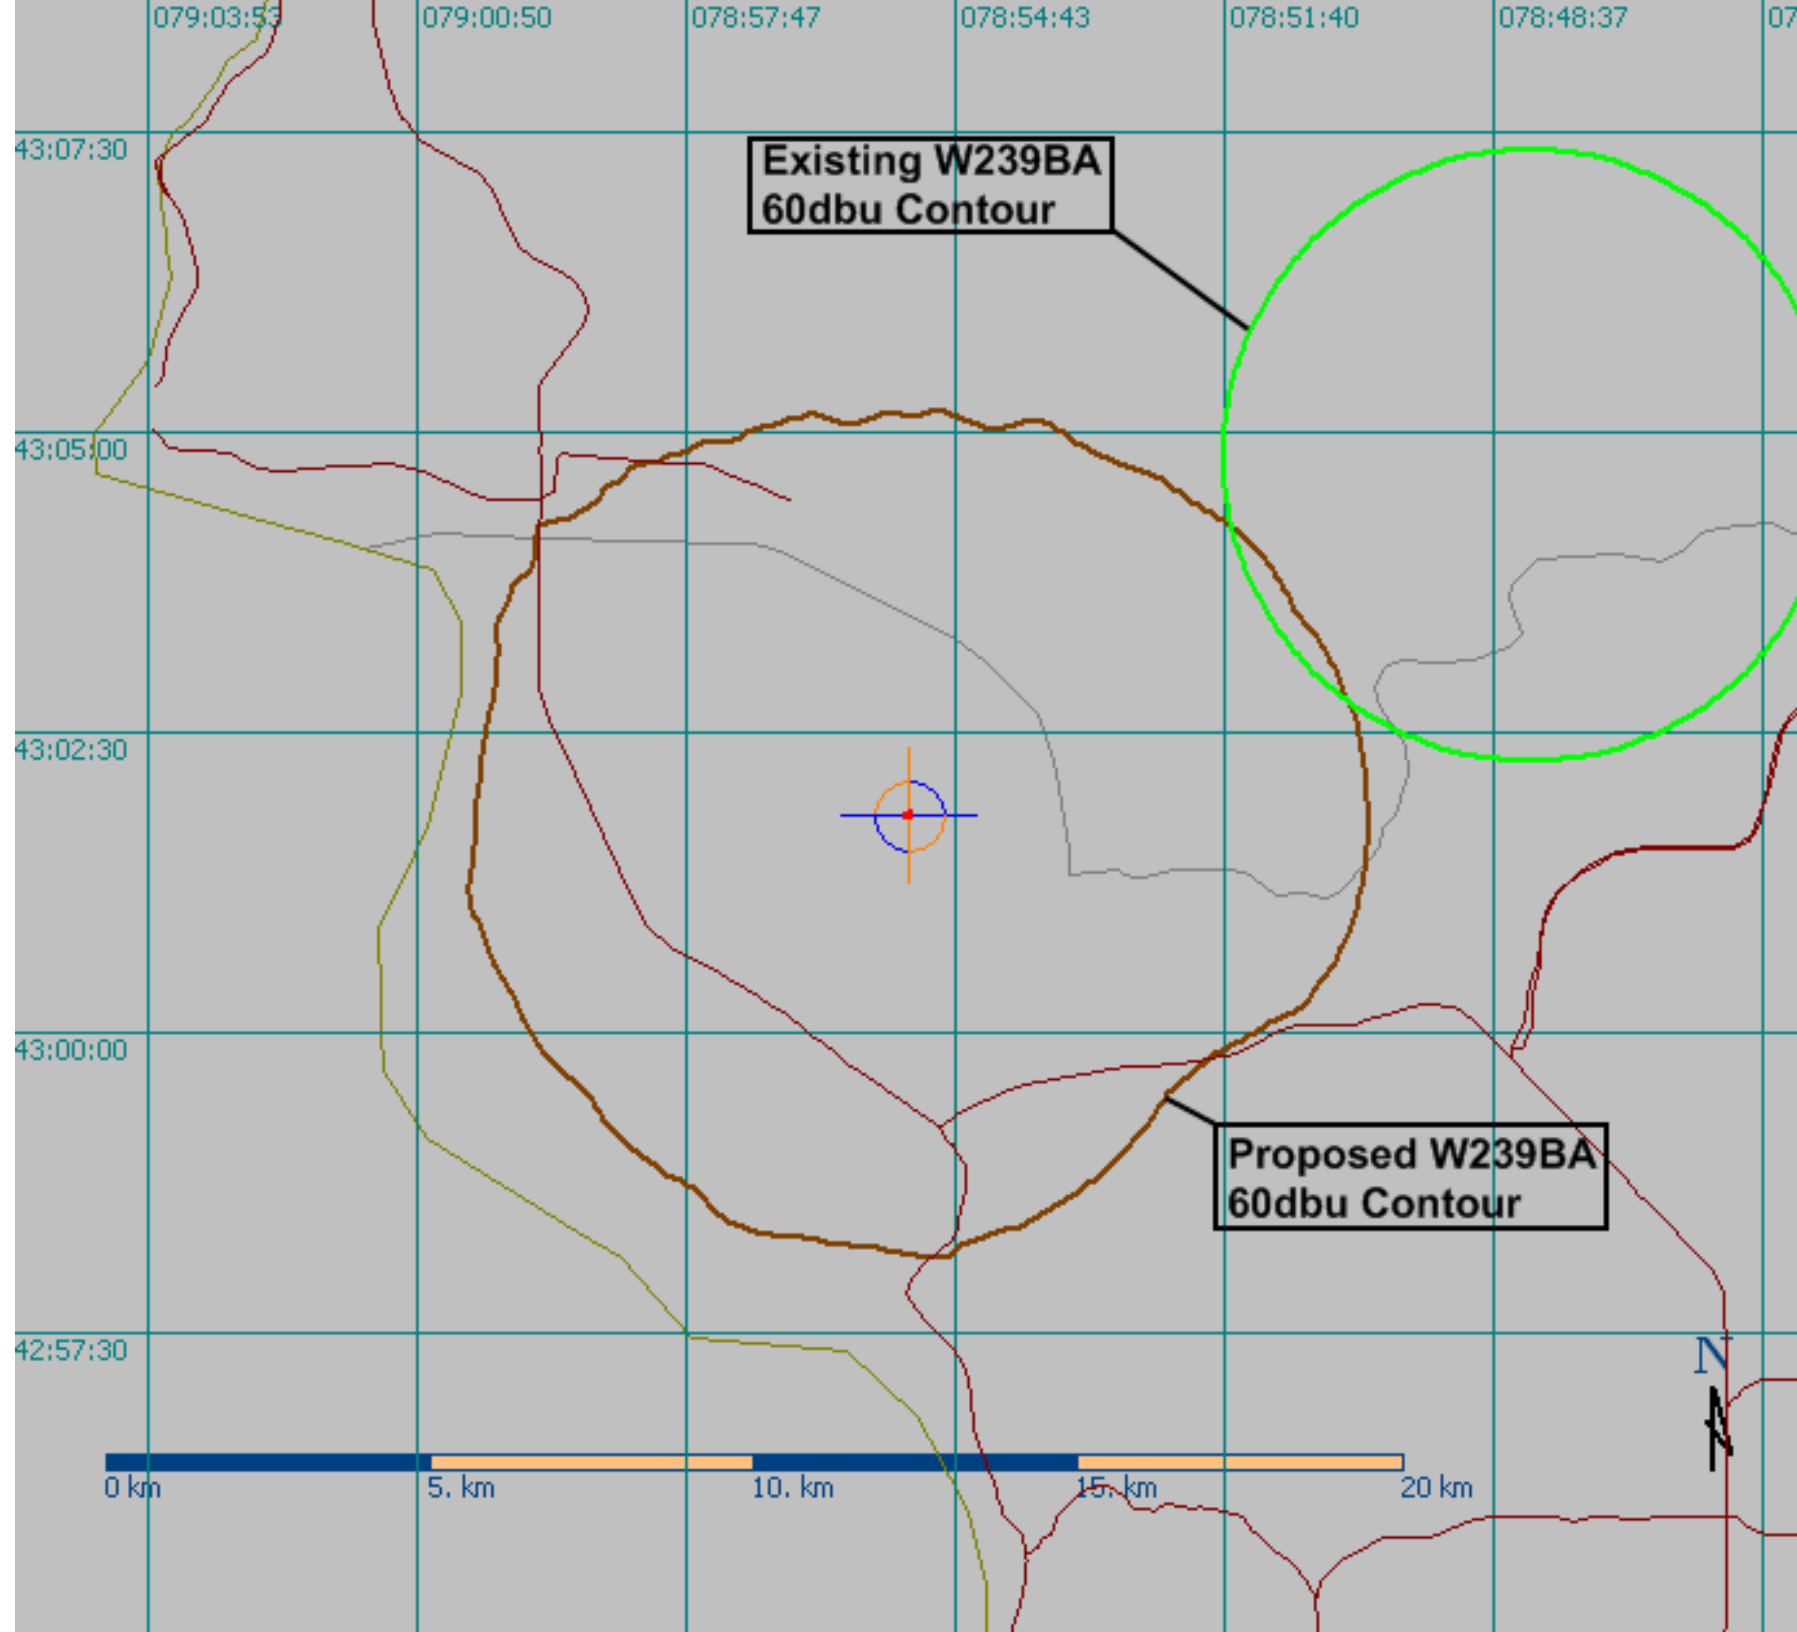 079:03:53
079:00:50
078:57:47
078:54:43
078:51:40
078:48:37
07
43:07:30
Existing W239BA
60dbu Contour
43:05:00
43:02:30
43:00:00
Proposed W239BA
60dbu Contour
42:57:30
N
0 km
5. km
10. km
15. km
20 km